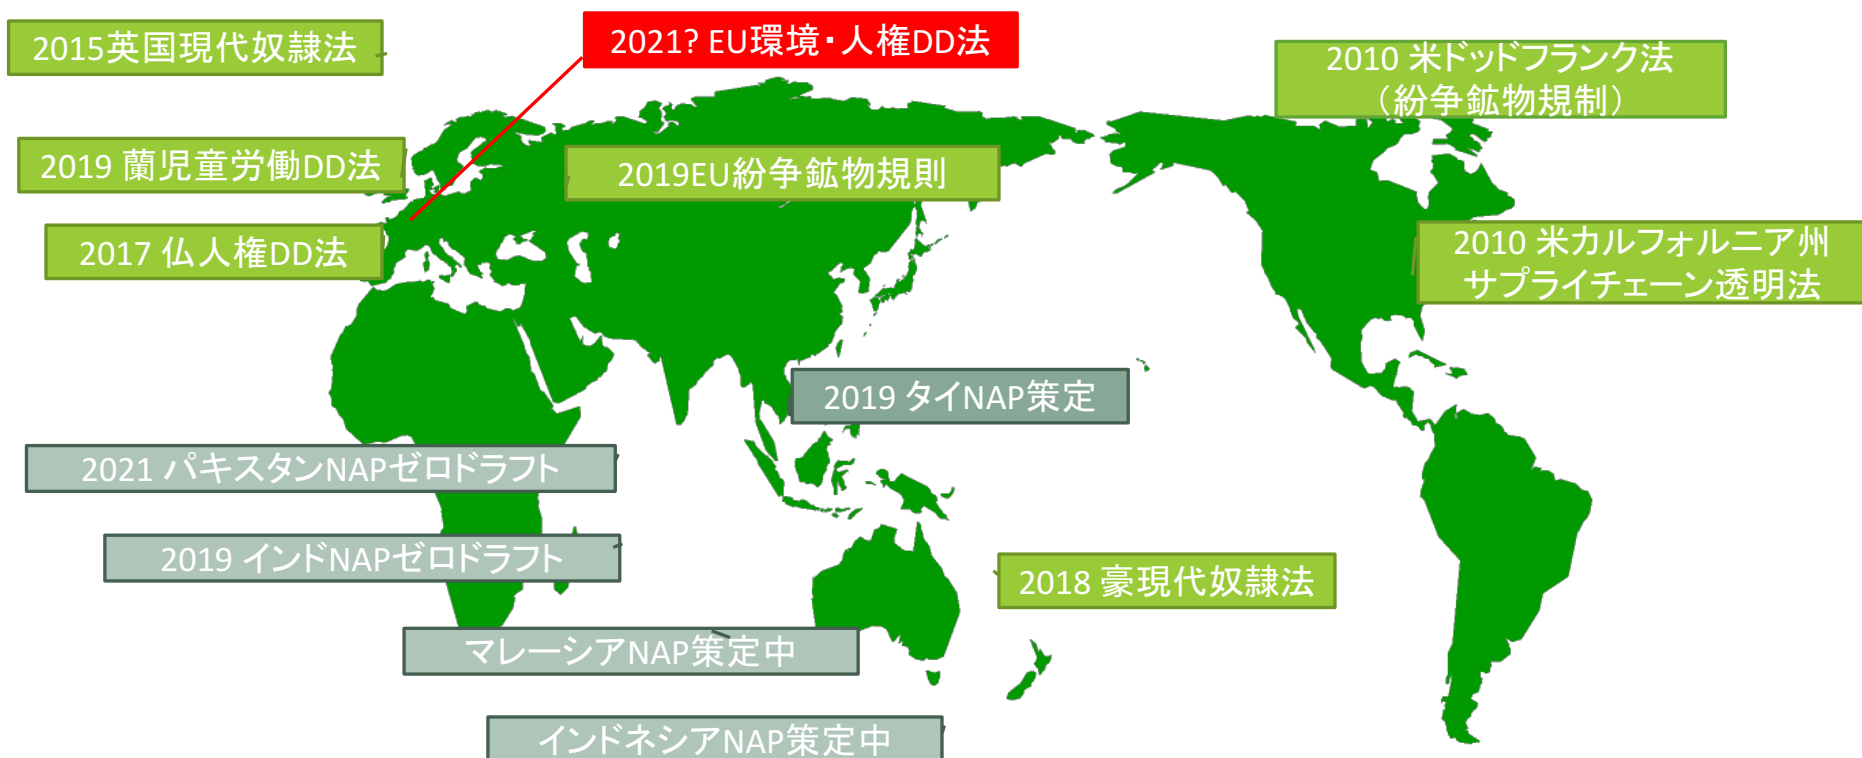 2015英国現代奴隷法
2021? EU環境・人権DD法
2010 米ドッドフランク法
（紛争鉱物規制）
2019 蘭児童労働DD法
2019EU紛争鉱物規則
2017 仏人権DD法
2010 米カルフォルニア州
サプライチェーン透明法
2019 タイNAP策定
2021 パキスタンNAPゼロドラフト
2019 インドNAPゼロドラフト
2018 豪現代奴隷法
マレーシアNAP策定中
インドネシアNAP策定中